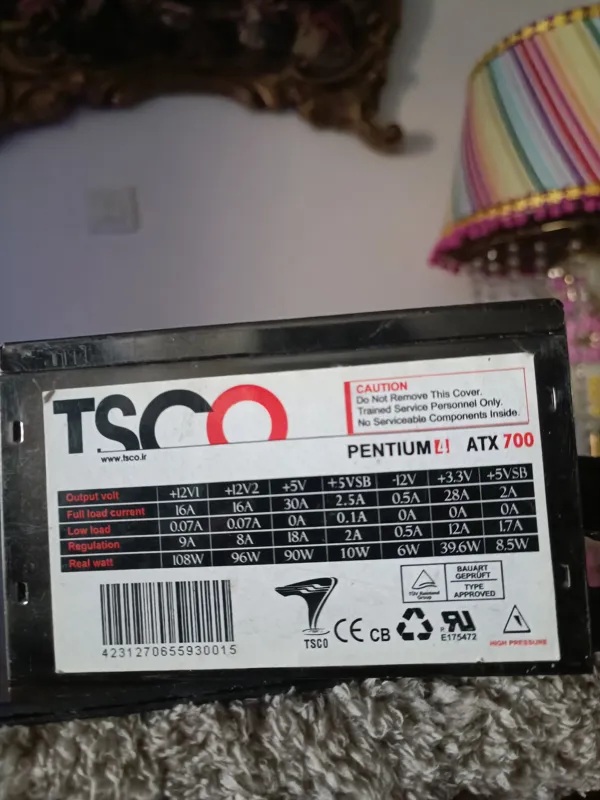 TSCO
www.tsco.ir
CAUTION
Do Not Remove This Cover.
Trained Service Personnel Only.
No Serviceable Components Inside.
PENTIUM 4 ATX 700
Output volt +12V1 +12V2 +5V +5VSB -12V +3.3V +5VSB
Full load current 16A 16A 30A 2.5A 0.5A 28A 2A
Low load 0.07A 0.07A 0A 0.1A 0A 0A 0A
Regulation 9A 8A 18A 2A 0.5A 12A 1.7A
Real watt 108W 96W 90W 10W 6W 39.6W 8.5W
4231270655930015
TSCO
CE CB
TÜV Rheinland
Group
BAUART
GEPRÜFT
TYPE
APPROVED
E175472
HIGH PRESSURE